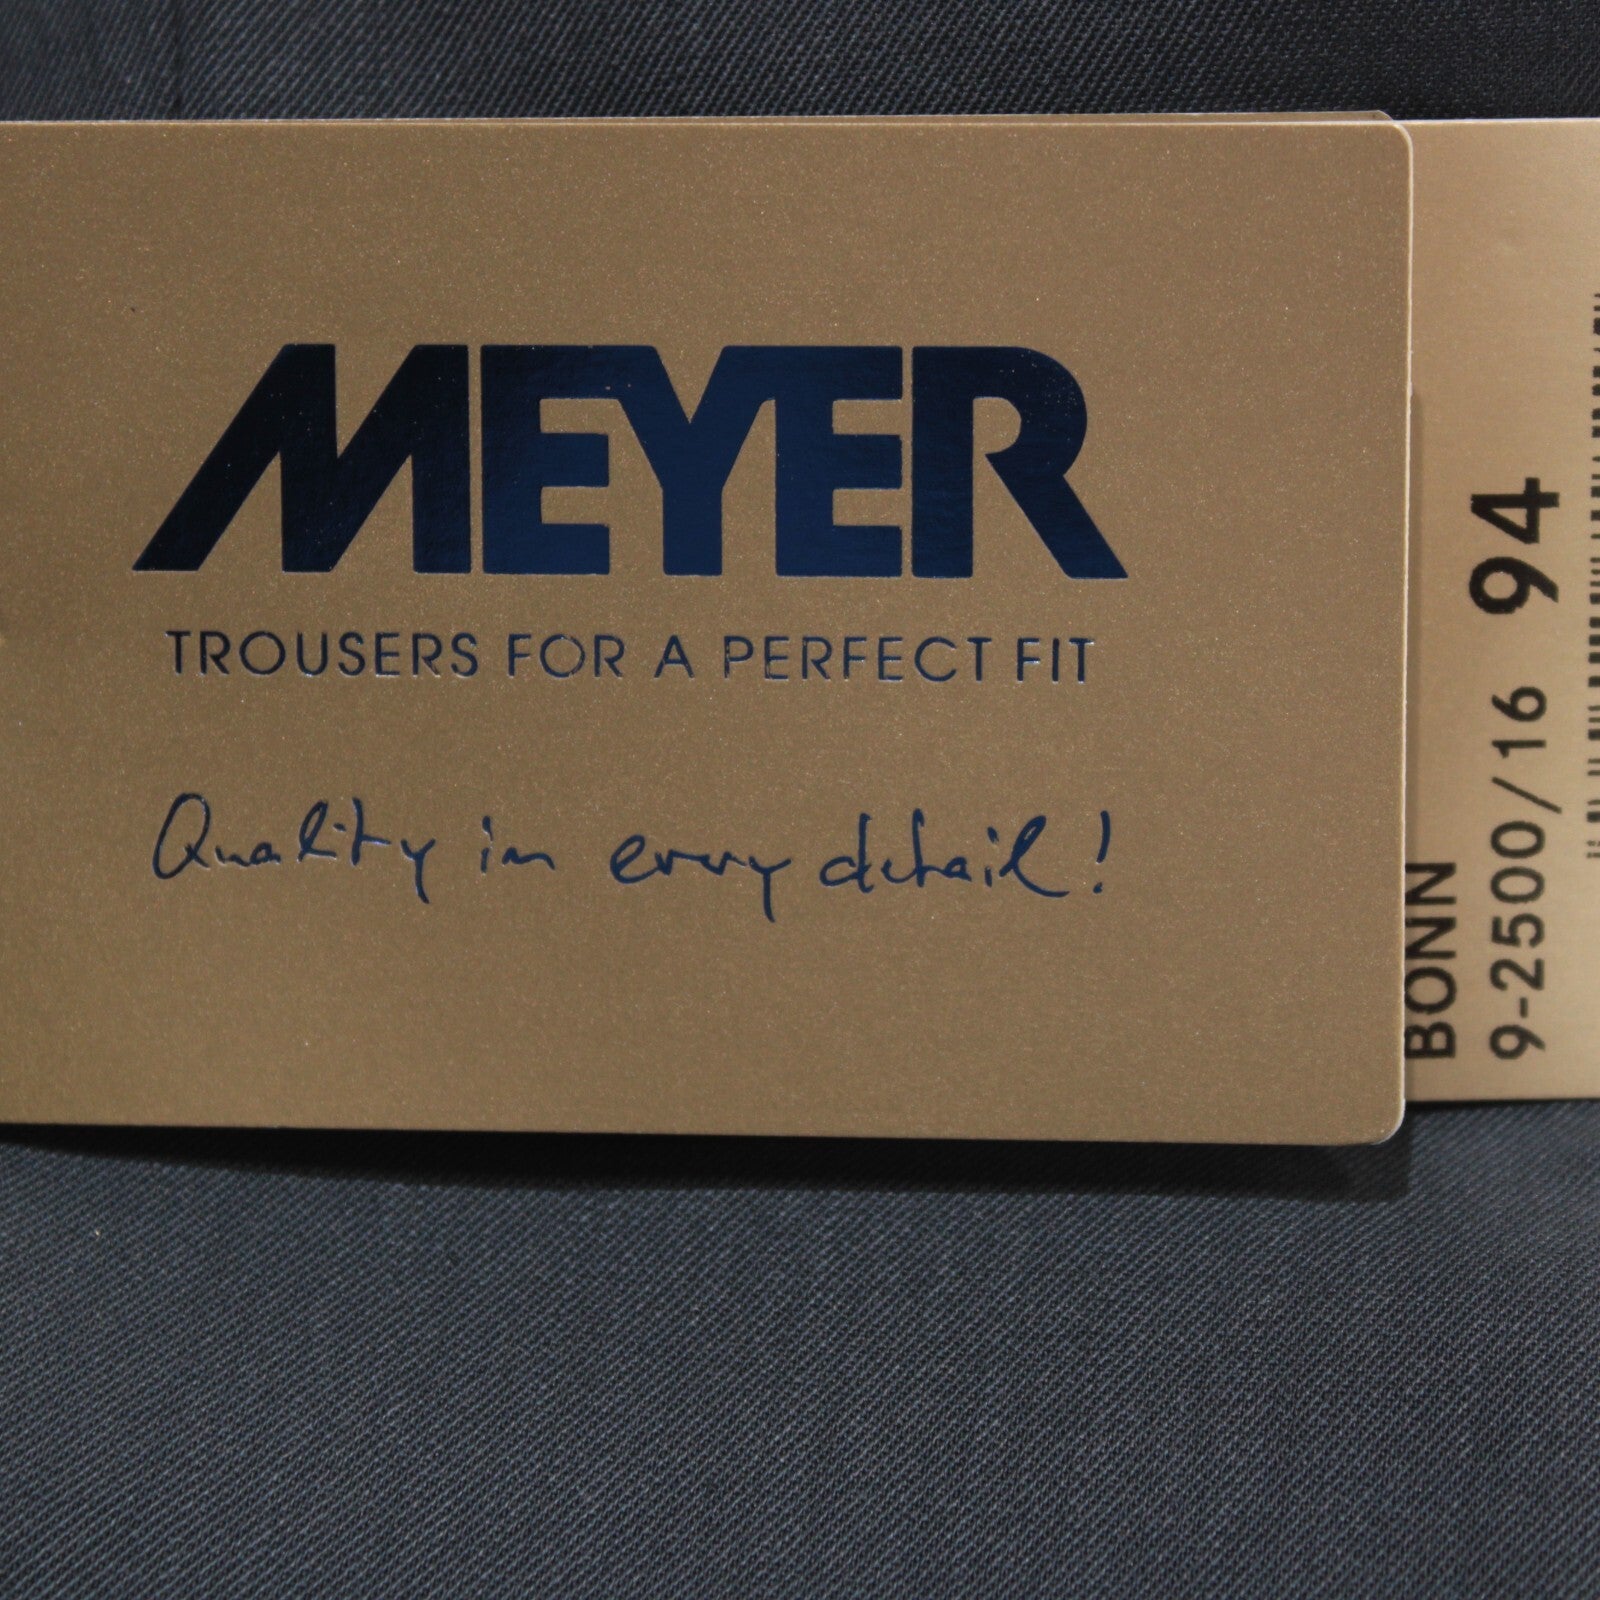 MEYER
TROUSERS FOR A PERFECT FIT
Quality in every detail!
BONN
9-2500/16 94